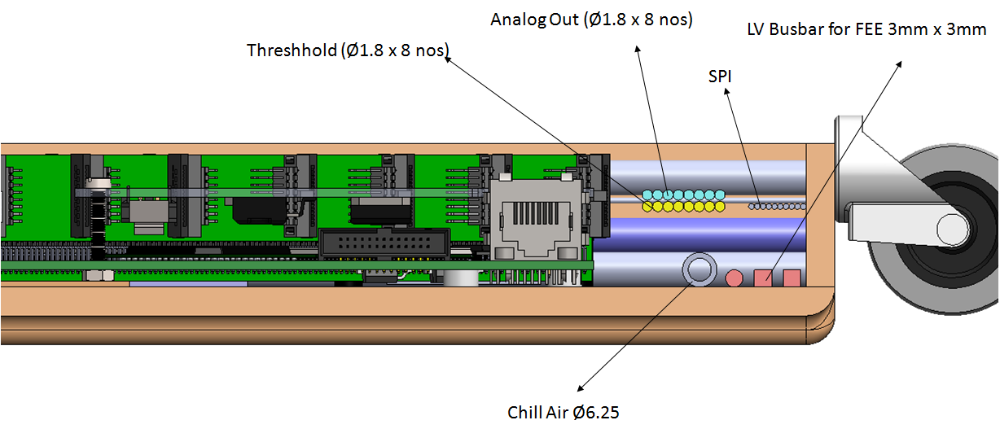 Analog Out (Ø1.8 x 8 nos)
LV Busbar for FEE 3mm x 3mm
Threshhold (Ø1.8 x 8 nos)
SPI
Chill Air Ø6.25